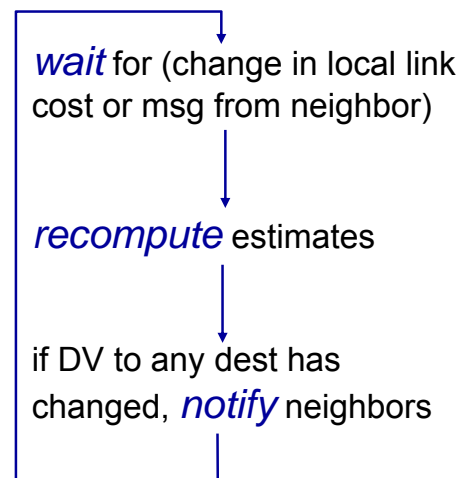 wait for (change in local link
cost or msg from neighbor)
recompute estimates
if DV to any dest has
changed, notify neighbors